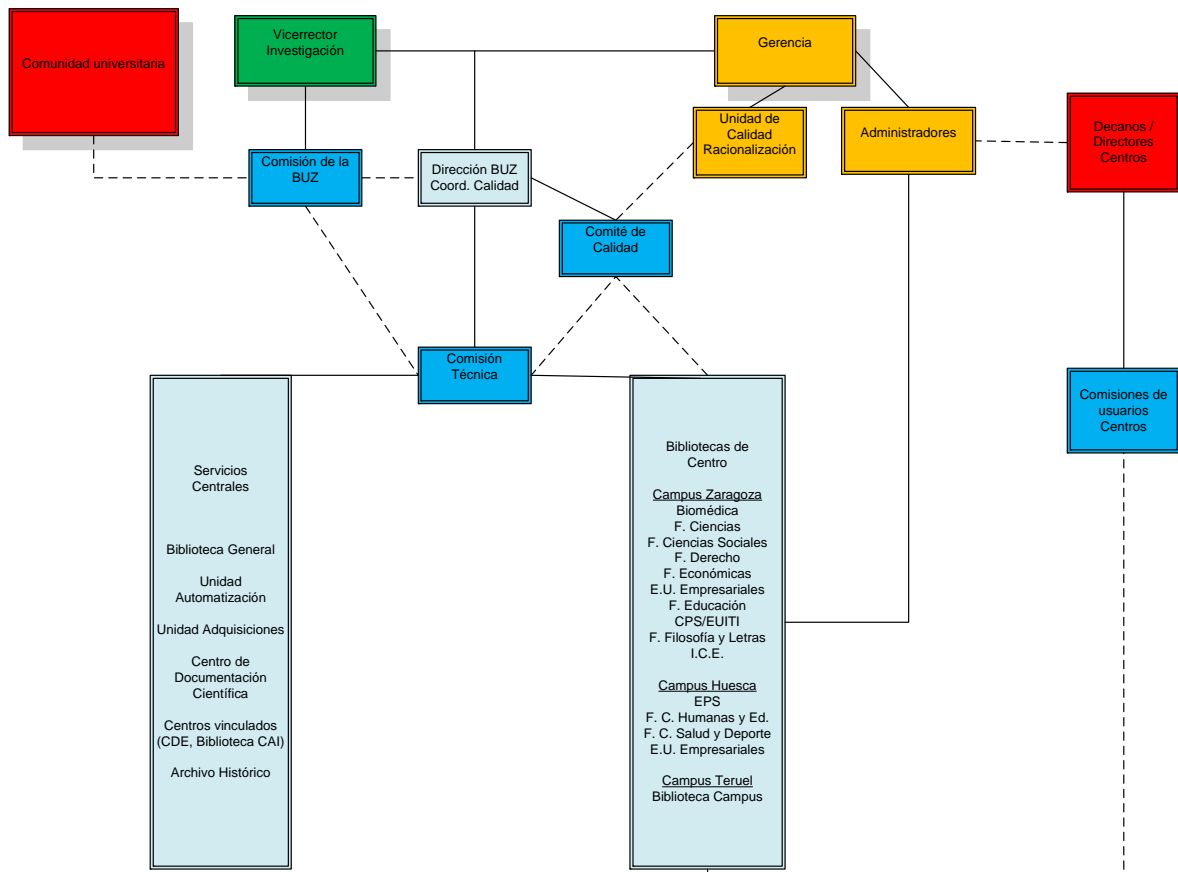 Comunidad universitaria
Vicerrector
Investigación
Gerencia
Unidad de
Calidad
Racionalización
Administradores
Decanos /
Directores
Centros
Comisión de la
BUZ
Dirección BUZ
Coord. Calidad
Comité de
Calidad
Comisión
Técnica
Comisiones de
usuarios
Centros
Servicios
Centrales
Biblioteca General
Unidad
Automatización
Unidad Adquisiciones
Centro de
Documentación
Científica
Centros vinculados
(CDE, Biblioteca CAI)
Archivo Histórico
Bibliotecas de
Centro
Campus Zaragoza
Biomédica
F. Ciencias
F. Ciencias Sociales
F. Derecho
F. Económicas
E.U. Empresariales
F. Educación
CPS/EUITI
F. Filosofía y Letras
I.C.E.
Campus Huesca
EPS
F. C. Humanas y Ed.
F. C. Salud y Deporte
E.U. Empresariales
Campus Teruel
Biblioteca Campus